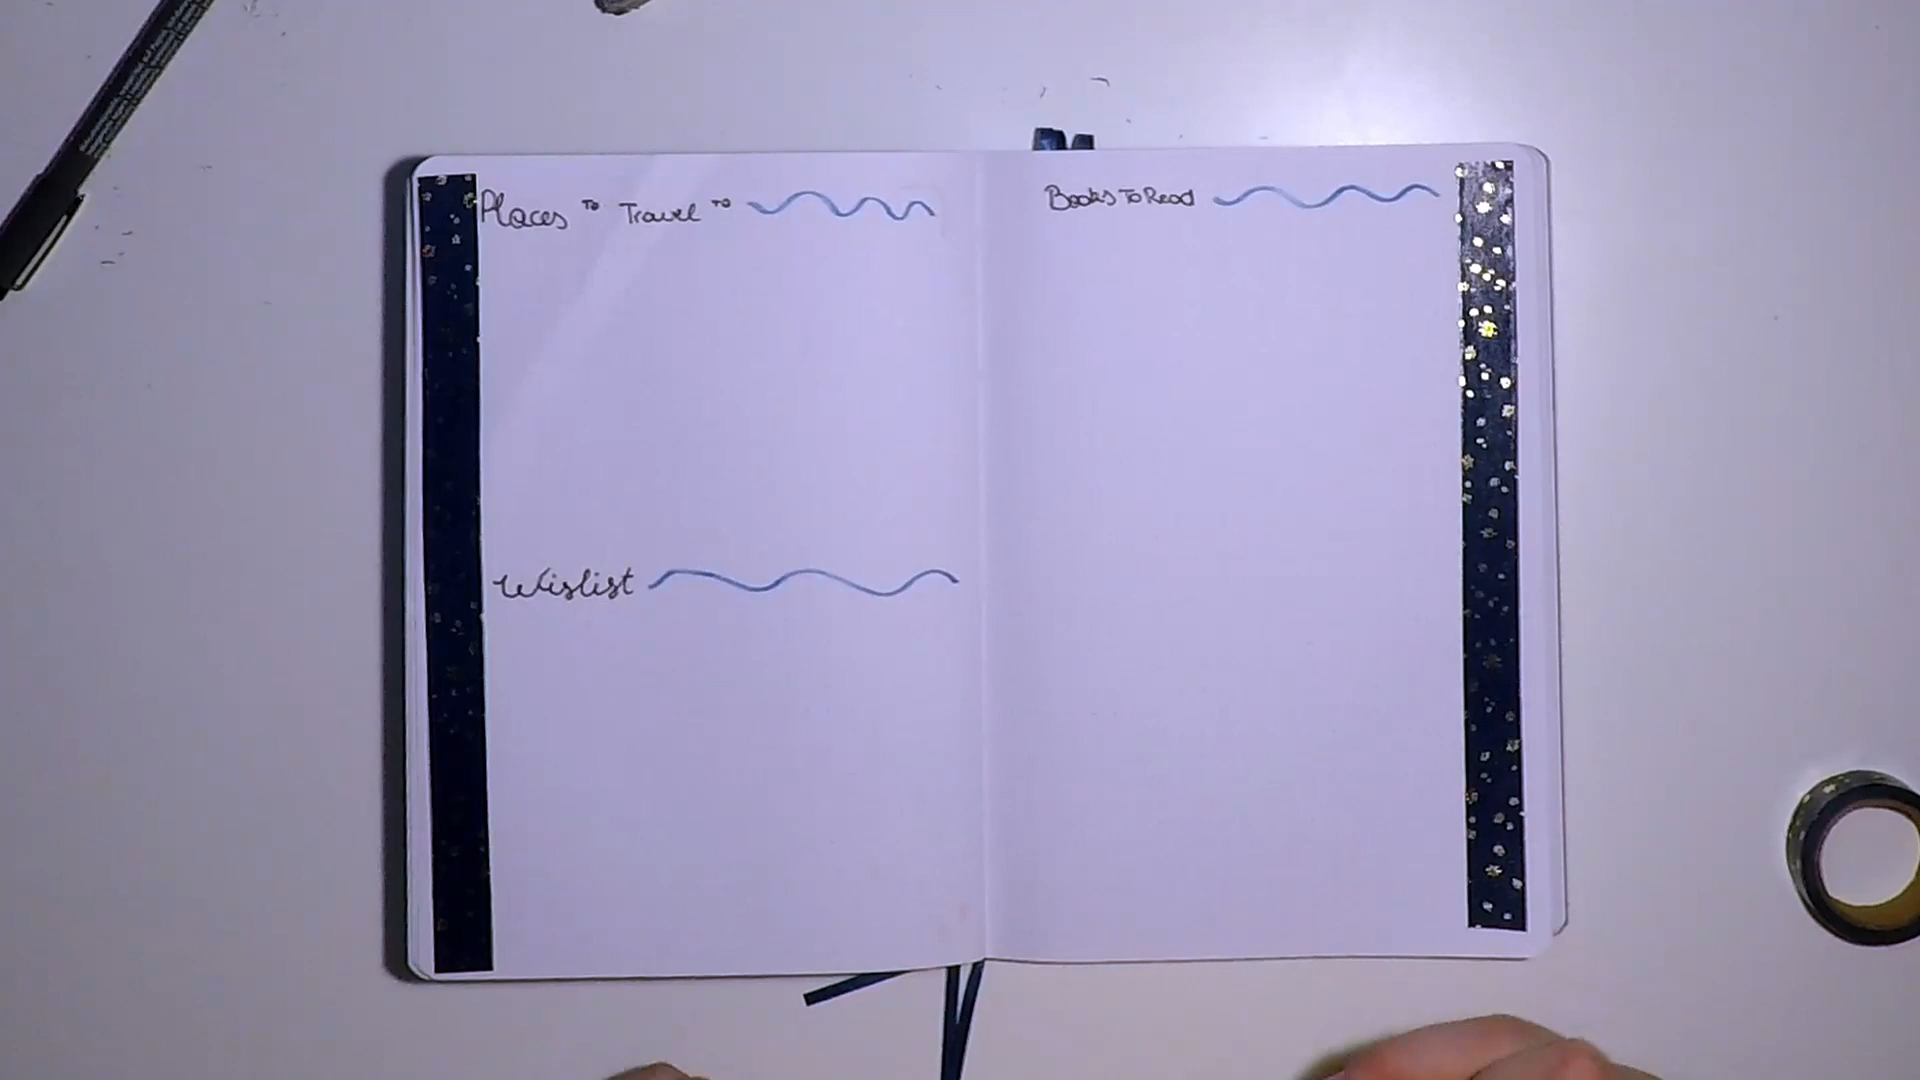 Places To Travel To
Wislist
Books To Read